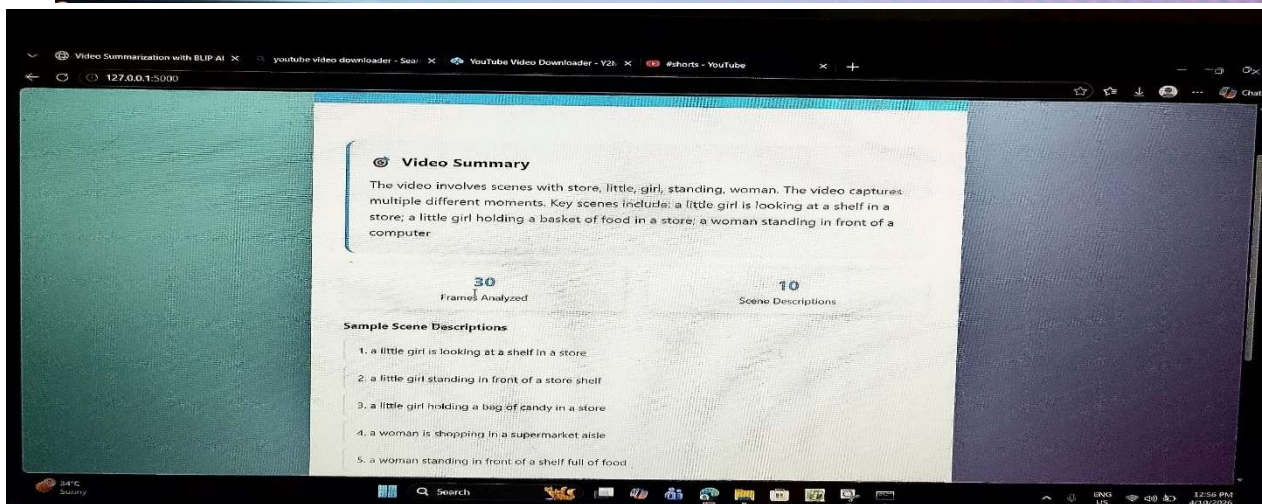 Video Summarization with BLIP AI
youtube video downloader - Sear
YouTube Video Downloader - Y2
#shorts - YouTube
127.0.0.1:5000
Chat
Video Summary
The video involves scenes with store, little, girl, standing, woman. The video captures
multiple different moments. Key scenes include: a little girl is looking at a shelf in a
store; a little girl holding a basket of food in a store; a woman standing in front of a
computer
30
Frames Analyzed
10
Scene Descriptions
Sample Scene Descriptions
1. a little girl is looking at a shelf in a store
2. a little girl standing in front of a store shelf
3. a little girl holding a bag of candy in a store
4. a woman is shopping in a supermarket aisle
5. a woman standing in front of a shelf full of food
34°C
Sunny
Search
ENG
US
12:56 PM
4/10/2026